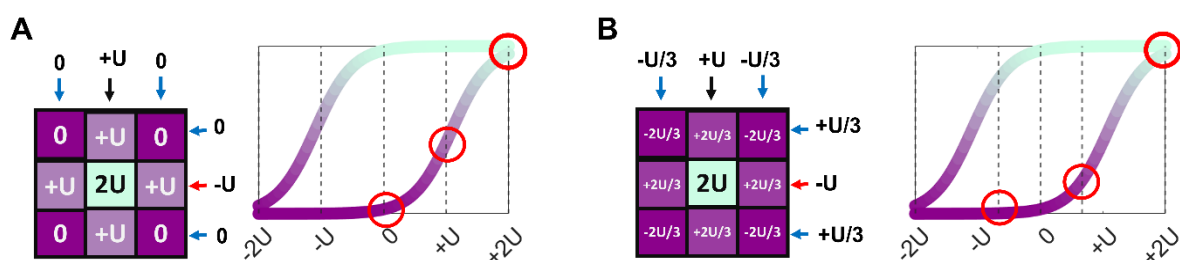 A
0 +U 0
0 +U 0 0
+U 2U +U -U
0 +U 0 0
-2U -U 0 +U +2U
B
-U/3 +U -U/3
-2U/3 +2U/3 -2U/3 +U/3
+2U/3 2U +2U/3 -U
-2U/3 +2U/3 -2U/3 +U/3
-2U -U 0 +U +2U